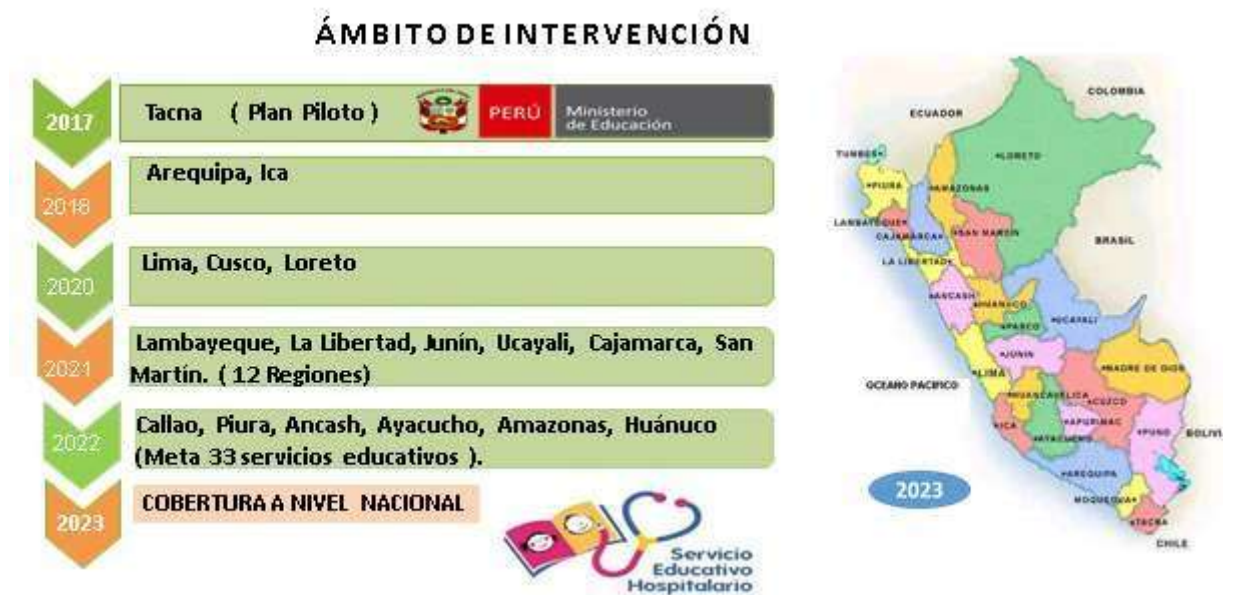 ÁMBITO DE INTERVENCIÓN
2017
Tacna ( Plan Piloto )
PERÚ
Ministerio
de Educación
2018
Arequipa, Ica
2020
Lima, Cusco, Loreto
2021
Lambayeque, La Libertad, Junín, Ucayali, Cajamarca, San
Martín. ( 12 Regiones)
2022
Callao, Piura, Ancash, Ayacucho, Amazonas, Huánuco
(Meta 33 servicios educativos ).
2023
COBERTURA A NIVEL NACIONAL
Servicio
Educativo
Hospitalario
COLOMBIA
ECUADOR
TUMBES
LORETO
PIURA
AMAZONAS
LAMBAYEQUE
SAN MARTÍN
CAJAMARCA
BRASIL
LA LIBERTAD
ANCASH
HUANUCO
UCAYALI
PASCO
JUNIN
MADRE DE DIOS
LIMA
OCEANO PACIFICO
HUANCAVELICA
CUZCO
ICA
APURIMAC
PUNO
BOLIVI
AYACUCHO
AREQUIPA
2023
MOQUEGUA
TACNA
CHILE